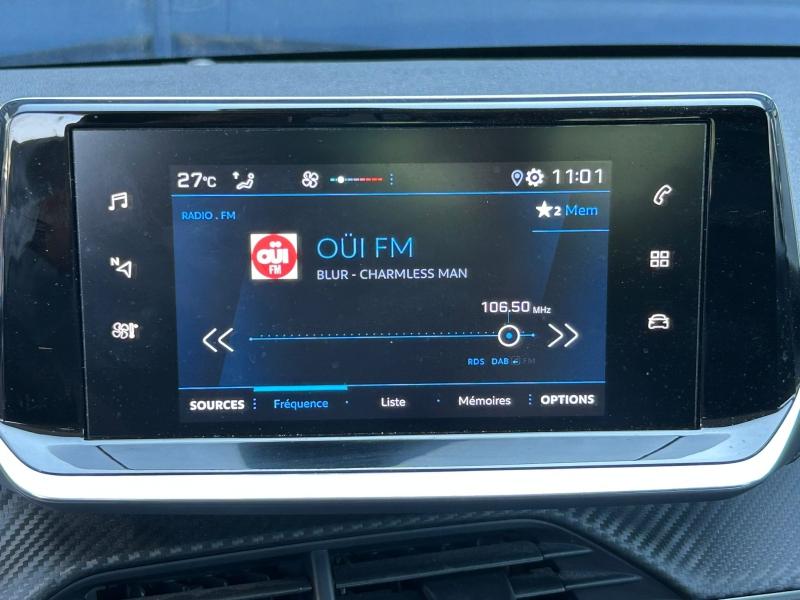 27°C 11:01
RADIO . FM
2 Mem
OÜI FM
OÜI FM
BLUR - CHARMLESS MAN
N
106.50 MHz
RDS DAB FM
SOURCES Fréquence Liste Mémoires OPTIONS